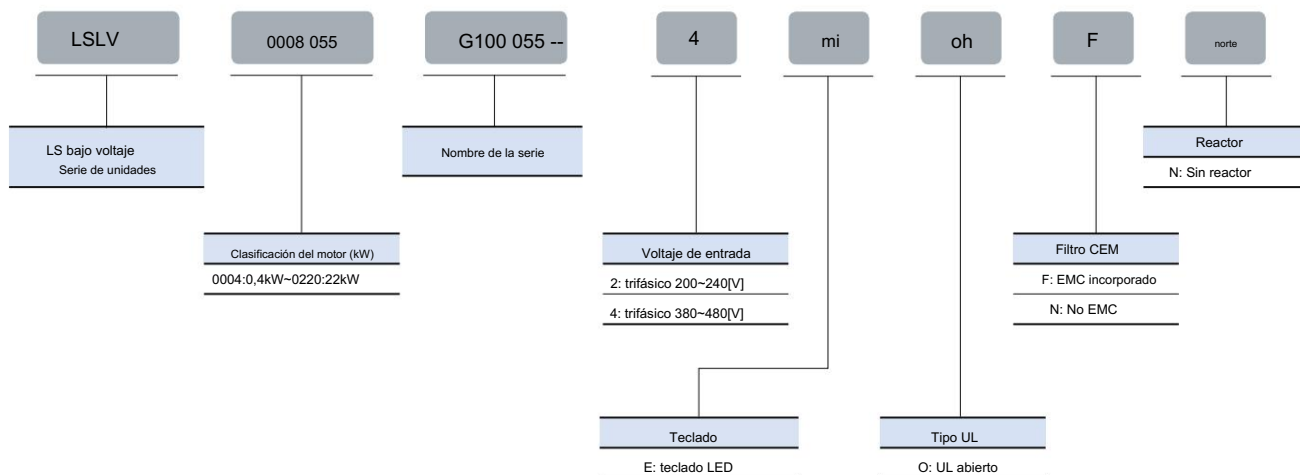 LSLV 0008 055 G100 055 -- 4 mi oh F norte
LS bajo voltaje
Serie de unidades
Nombre de la serie
Reactor
N: Sin reactor
Clasificación del motor (kW)
0004:0,4kW~0220:22kW
Voltaje de entrada
2: trifásico 200~240[V]
4: trifásico 380~480[V]
Filtro CEM
F: EMC incorporado
N: No EMC
Teclado
E: teclado LED
Tipo UL
O: UL abierto